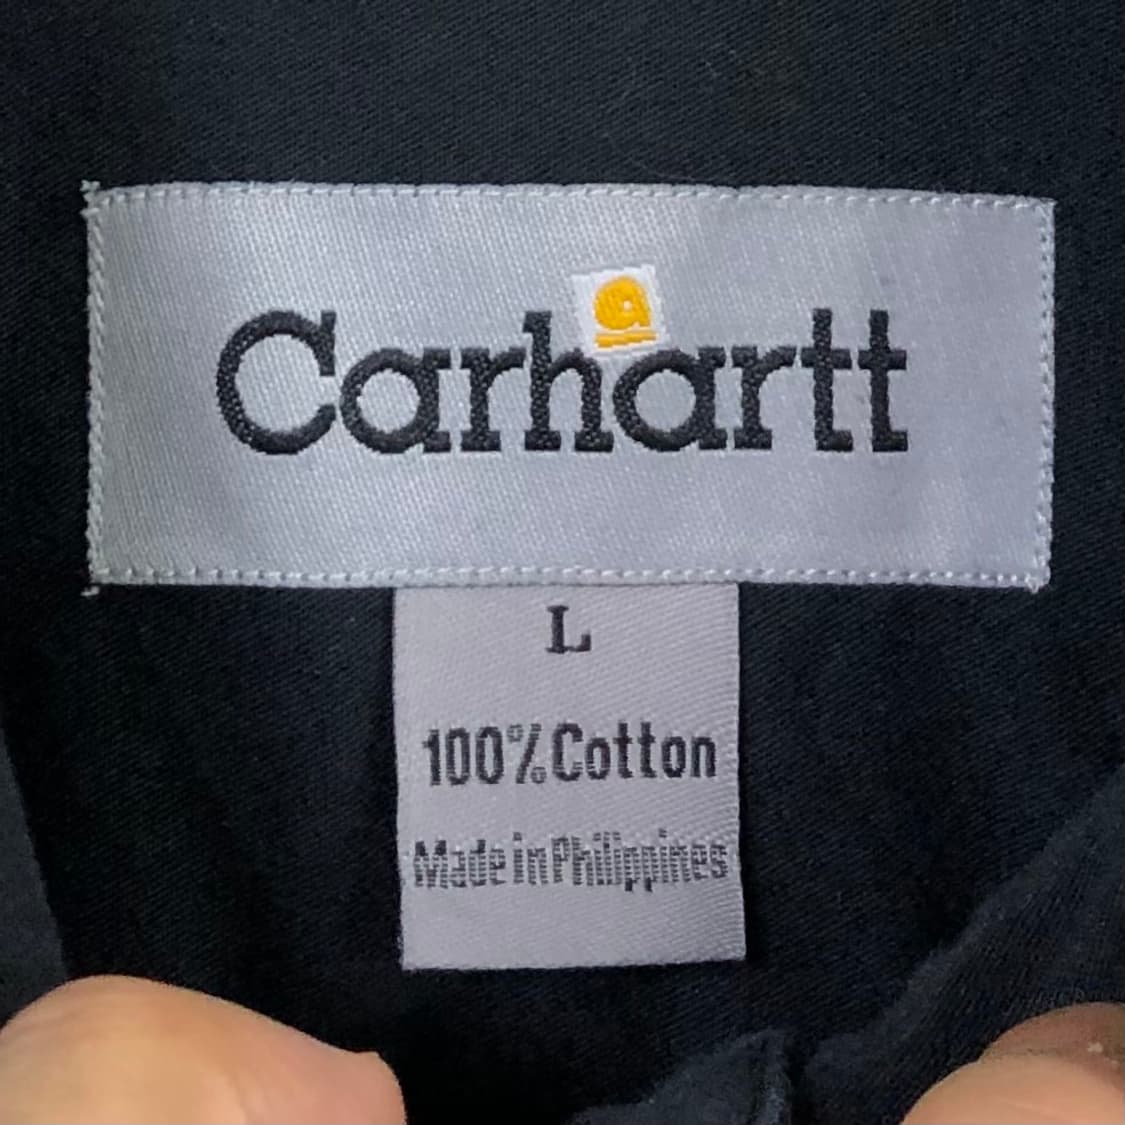 Carhartt
L
100% Cotton
Made in Philippines